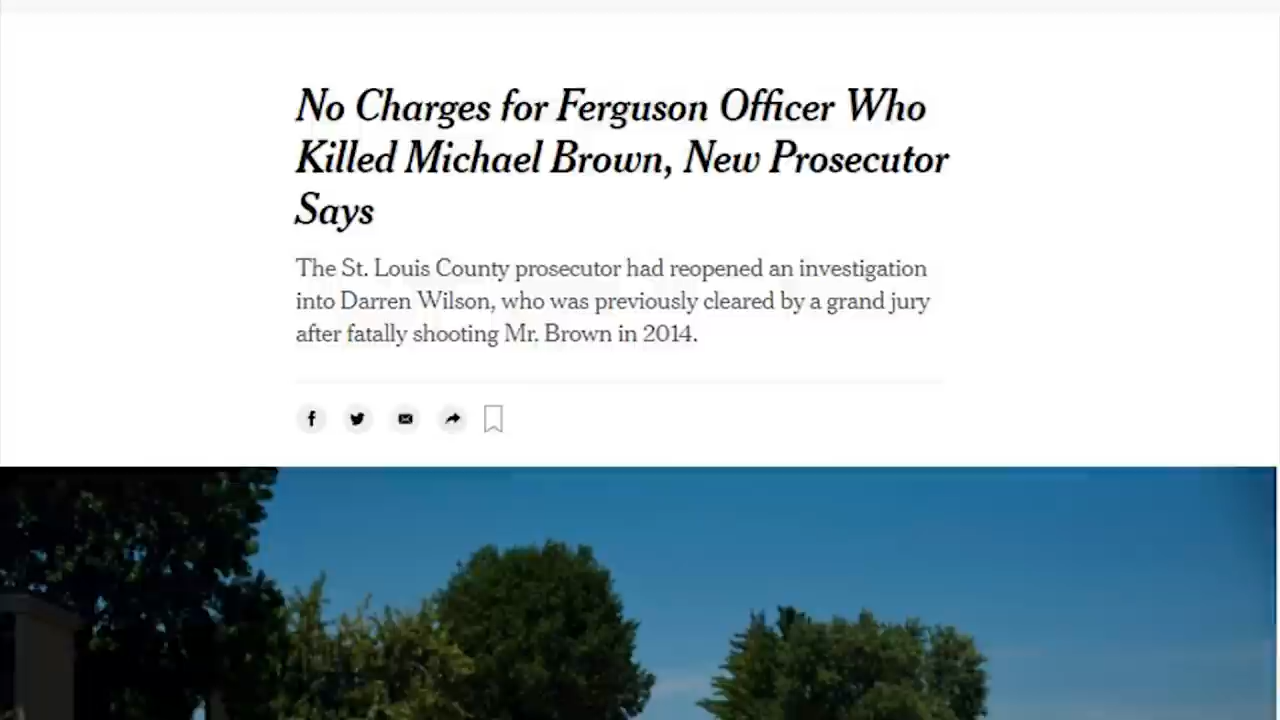 No Charges for Ferguson Officer Who
Killed Michael Brown, New Prosecutor
Says
The St. Louis County prosecutor had reopened an investigation
into Darren Wilson, who was previously cleared by a grand jury
after fatally shooting Mr. Brown in 2014.